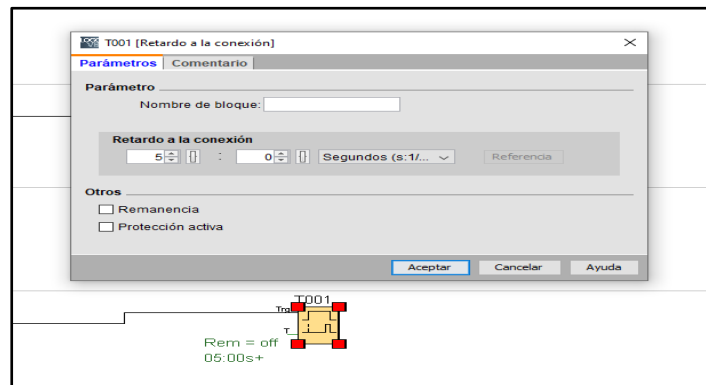 T001 [Retardo a la conexión]
Parámetros Comentario
Parámetro
Nombre de bloque:
Retardo a la conexión
5 : 0 Segundos (s:1/... Referencia
Otros
Remanencia
Protección activa
Aceptar Cancelar Ayuda
T001
Trg
T
Rem = off
05:00s+